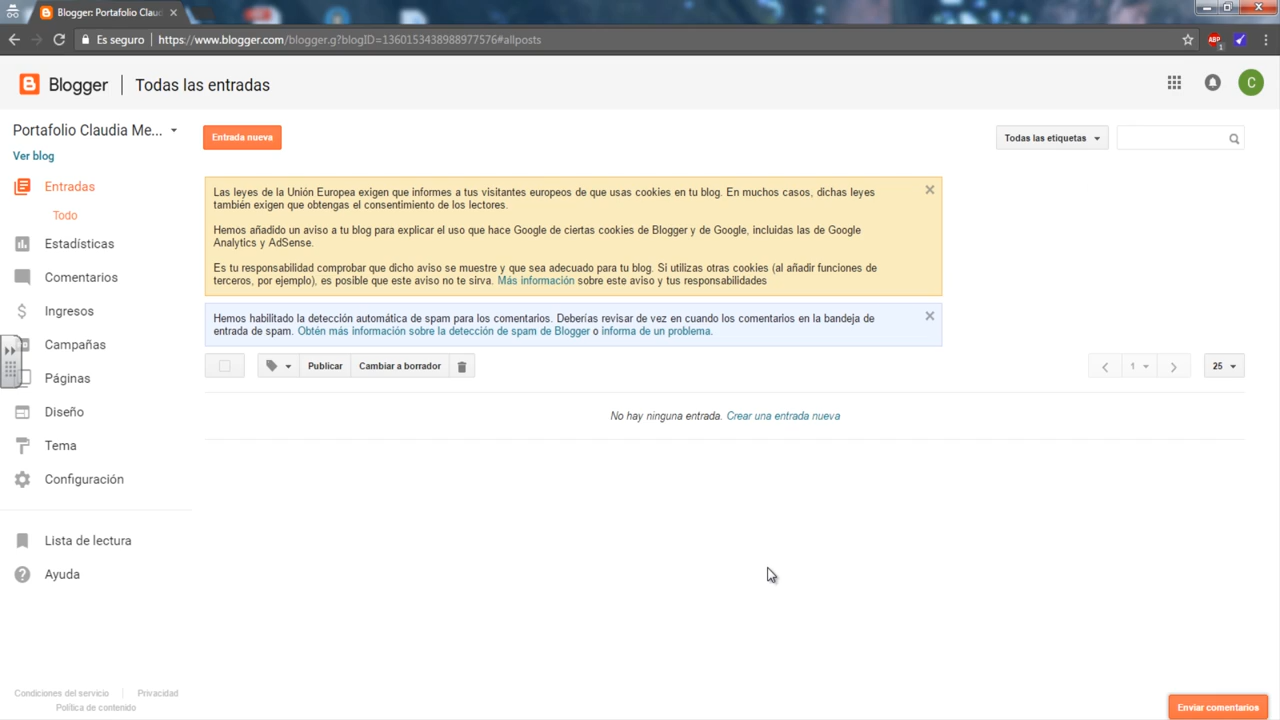 Blogger: Portafolio Clau
Es seguro
https://www.blogger.com/blogger.g?blogID=1360153438988977576#allposts
ABP
1
Blogger
Todas las entradas
C
Portafolio Claudia Me...
Entrada nueva
Todas las etiquetas
Ver blog
Entradas
Todo
Estadísticas
Comentarios
Ingresos
Campañas
Páginas
Diseño
Tema
Configuración
Lista de lectura
Ayuda
Las leyes de la Unión Europea exigen que informes a tus visitantes europeos de que usas cookies en tu blog. En muchos casos, dichas leyes
también exigen que obtengas el consentimiento de los lectores.
Hemos añadido un aviso a tu blog para explicar el uso que hace Google de ciertas cookies de Blogger y de Google, incluidas las de Google
Analytics y AdSense.
Es tu responsabilidad comprobar que dicho aviso se muestre y que sea adecuado para tu blog. Si utilizas otras cookies (al añadir funciones de
terceros, por ejemplo), es posible que este aviso no te sirva. Más información sobre este aviso y tus responsabilidades
Hemos habilitado la detección automática de spam para los comentarios. Deberías revisar de vez en cuando los comentarios en la bandeja de
entrada de spam. Obtén más información sobre la detección de spam de Blogger o informa de un problema.
Publicar
Cambiar a borrador
1
25
No hay ninguna entrada. Crear una entrada nueva
Condiciones del servicio
Privacidad
Política de contenido
Enviar comentarios